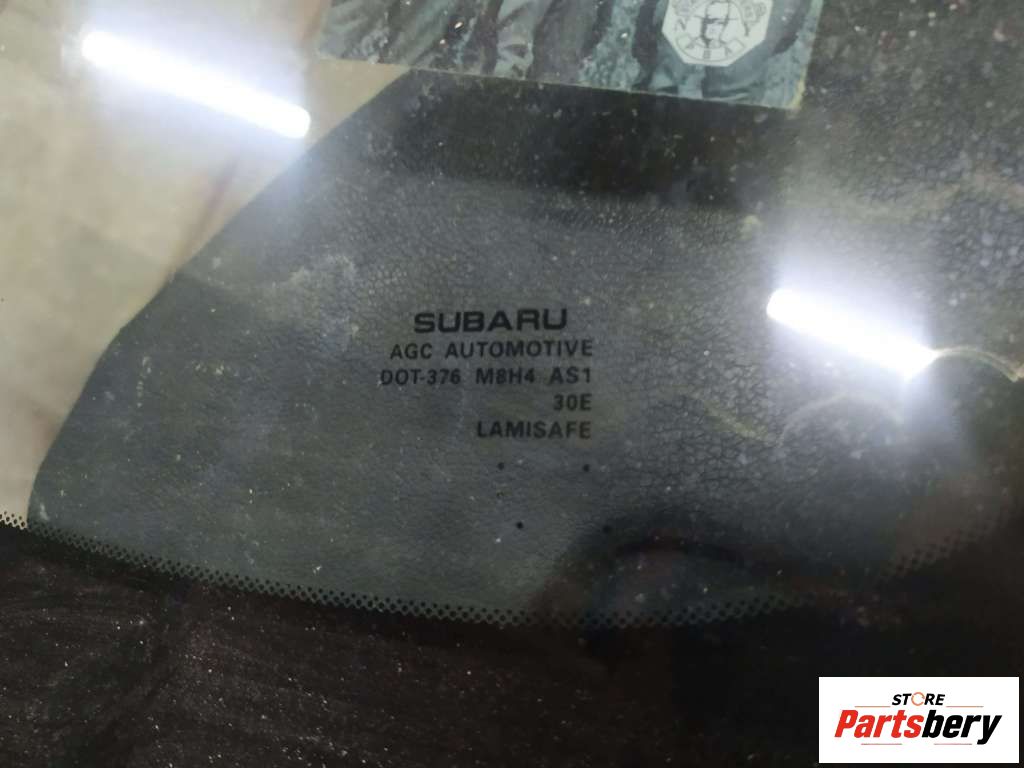 SUBARU
AGC AUTOMOTIVE
DOT-376 M8H4 AS1
30E
LAMISAFE
STORE
Partsbery